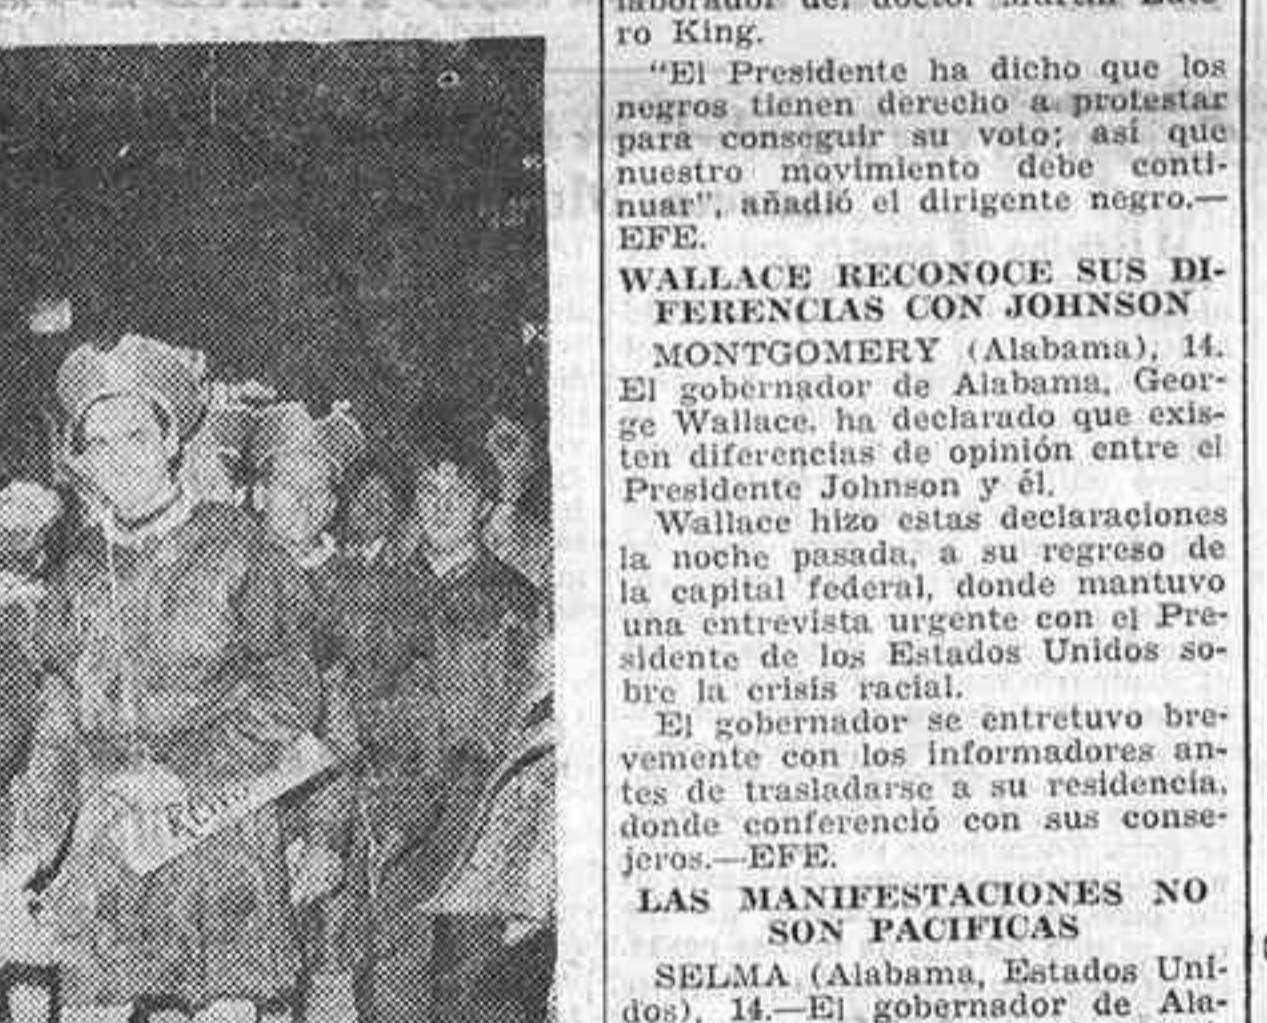 laborador del doctor Martin Lute-
ro King.
"El Presidente ha dicho que los
negros tienen derecho a protestar
para conseguir su voto; así que
nuestro movimiento debe conti-
nuar", añadió el dirigente negro.—
EFE.
WALLACE RECONOCE SUS DI-
FERENCIAS CON JOHNSON
MONTGOMERY (Alabama), 14.
El gobernador de Alabama, Geor-
ge Wallace, ha declarado que exis-
ten diferencias de opinión entre el
Presidente Johnson y él.
Wallace hizo estas declaraciones
la noche pasada, a su regreso de
la capital federal, donde mantuvo
una entrevista urgente con el Pre-
sidente de los Estados Unidos so-
bre la crisis racial.
El gobernador se entretuvo bre-
vemente con los informadores an-
tes de trasladarse a su residencia,
donde conferenció con sus conse-
jeros.—EFE.
LAS MANIFESTACIONES NO
SON PACIFICAS
SELMA (Alabama, Estados Uni-
dos), 14.—El gobernador de Ala-